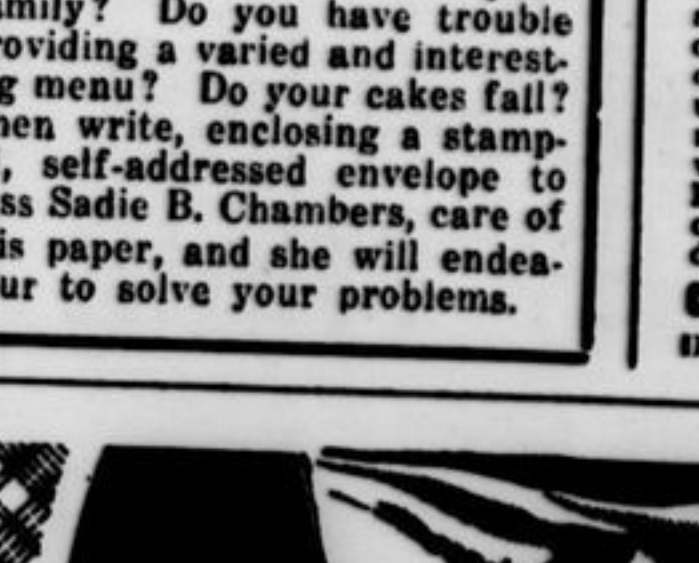 amily? Do you have trouble
roviding a varied and interest-
g menu? Do your cakes fall?
hen write, enclosing a stamp-
, self-addressed envelope to
ss Sadie B. Chambers, care of
is paper, and she will endea-
ur to solve your problems.